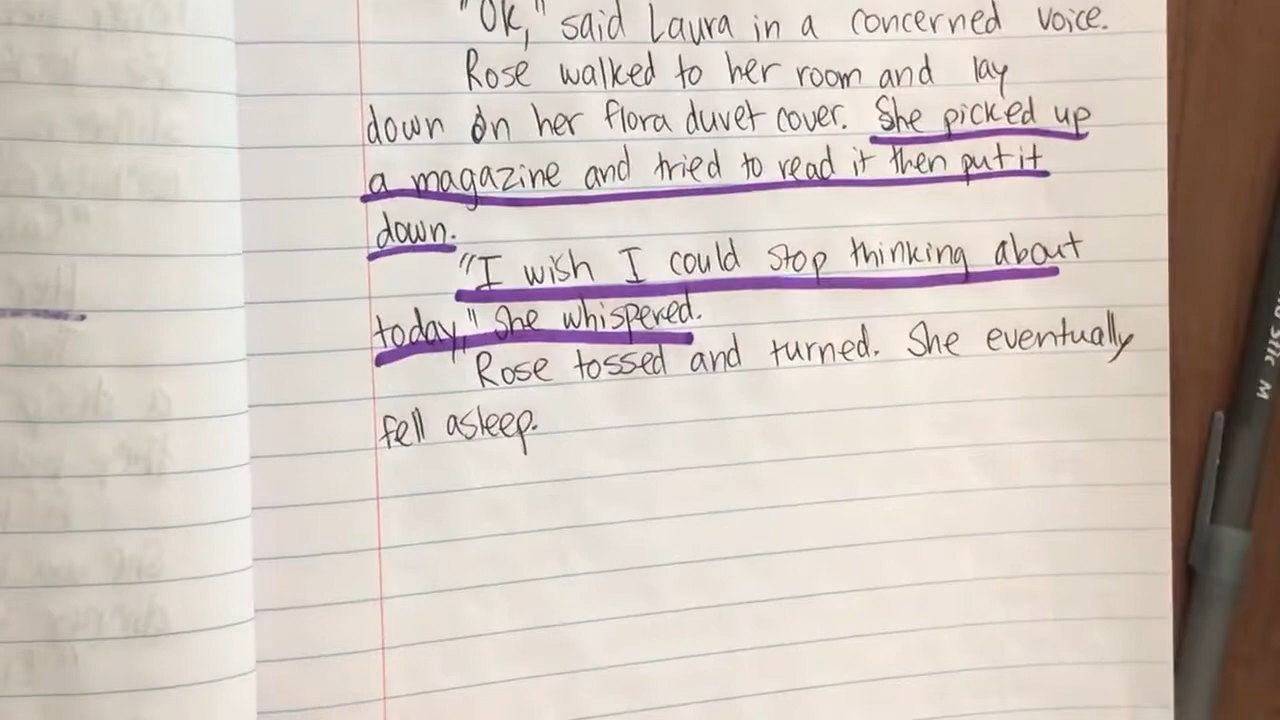 "Ok," said Laura in a concerned voice.
Rose walked to her room and lay
down on her flora duvet cover. She picked up
a magazine and tried to read it then put it
down.
"I wish I could stop thinking about
today," She whispered.
Rose tossed and turned. She eventually
fell asleep.
Stic M